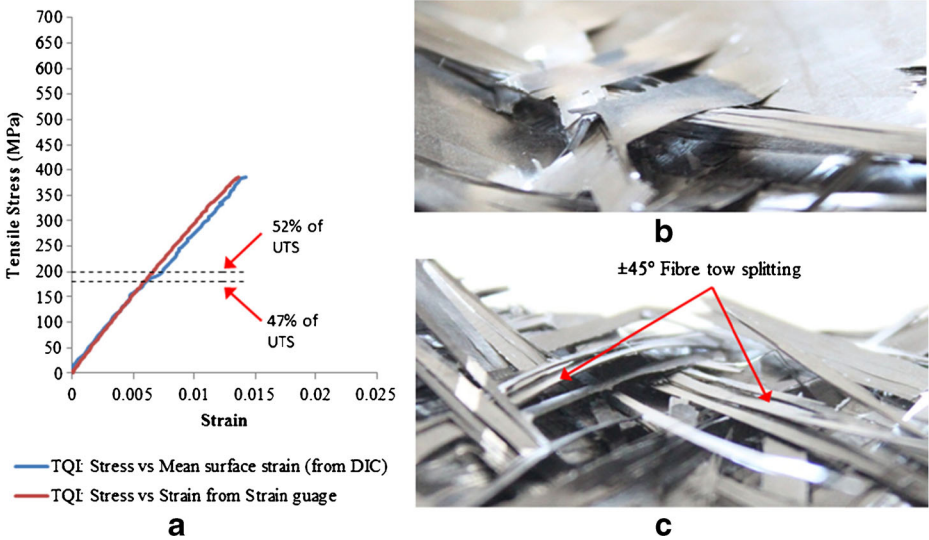 700
650
600
550
500
450
400
350
300
250
200
150
100
50
0
Tensile Stress (MPa)
52% of
UTS
47% of
UTS
0 0.005 0.01 0.015 0.02 0.025
Strain
TQI: Stress vs Mean surface strain (from DIC)
TQI: Stress vs Strain from Strain guage
a
b
±45° Fibre tow splitting
c